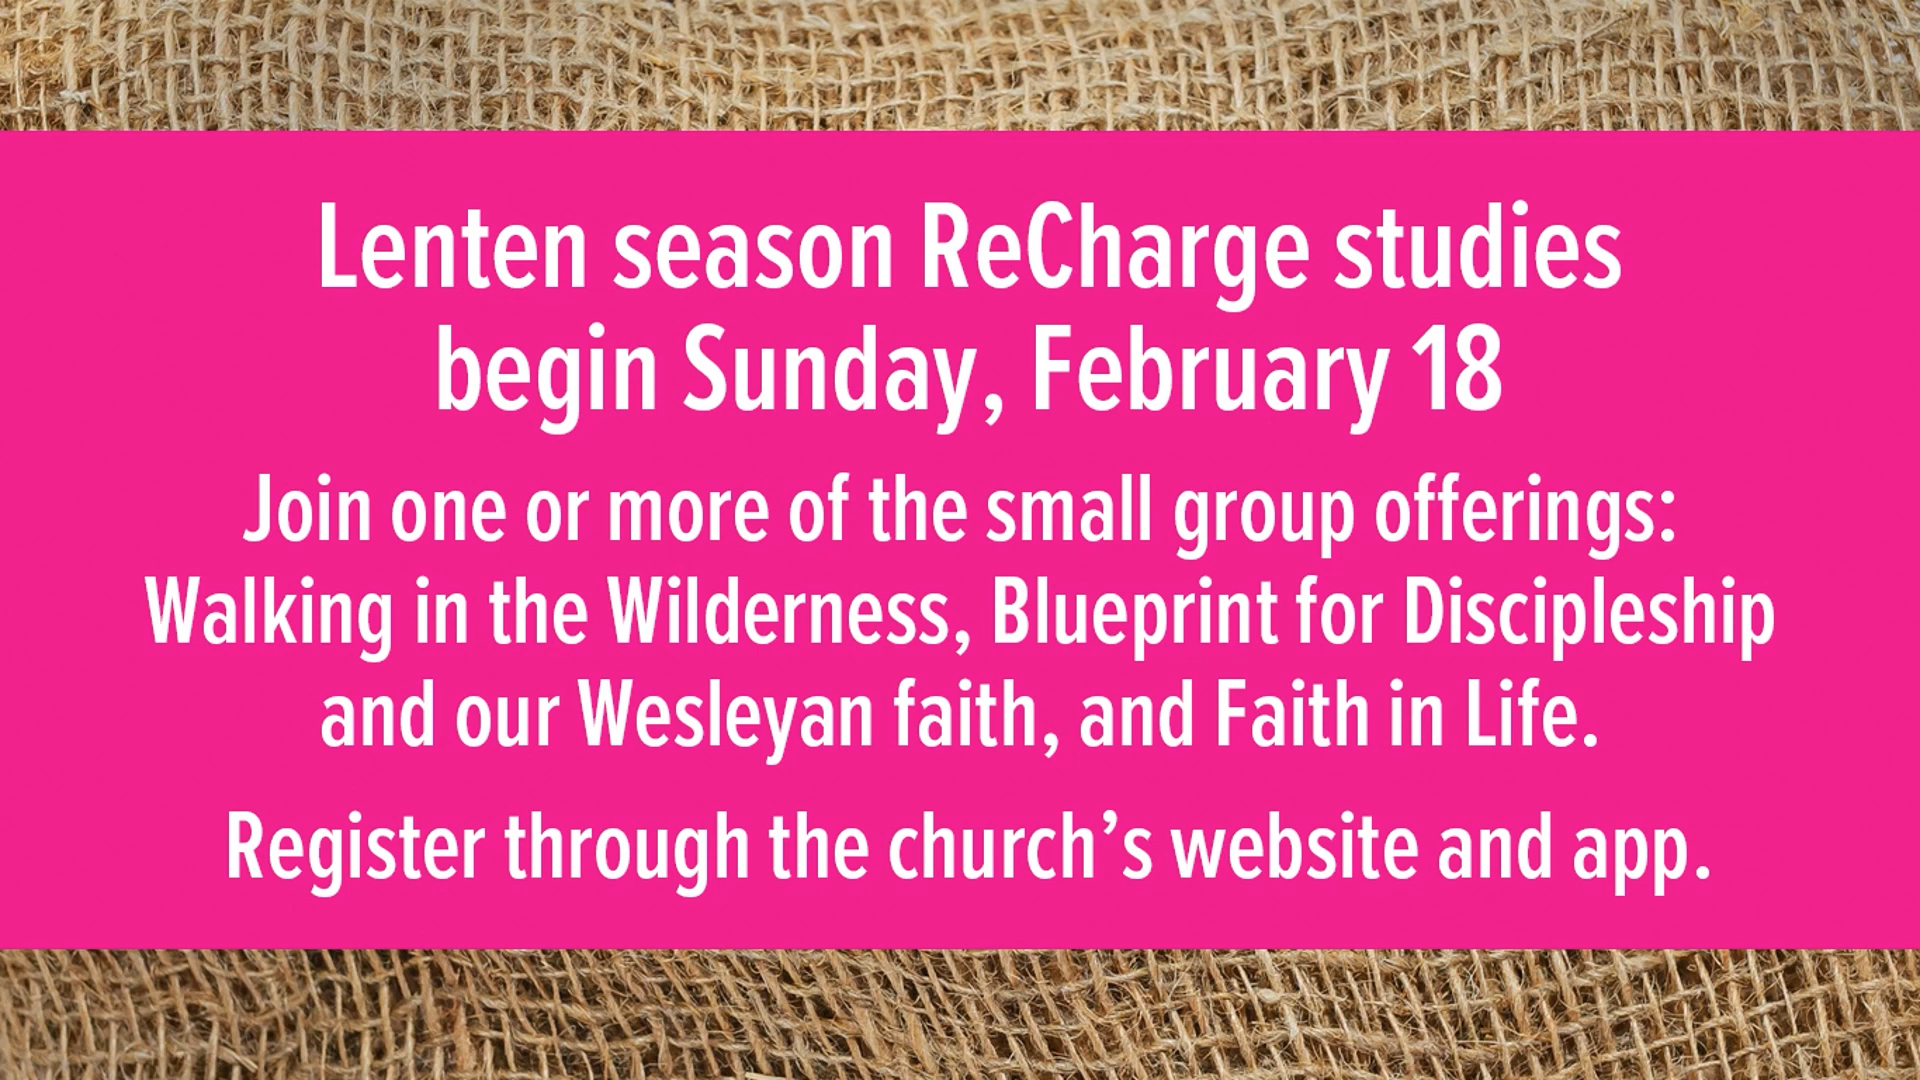 Lenten season ReCharge studies
begin Sunday, February 18
Join one or more of the small group offerings:
Walking in the Wilderness, Blueprint for Discipleship
and our Wesleyan faith, and Faith in Life.
Register through the church’s website and app.